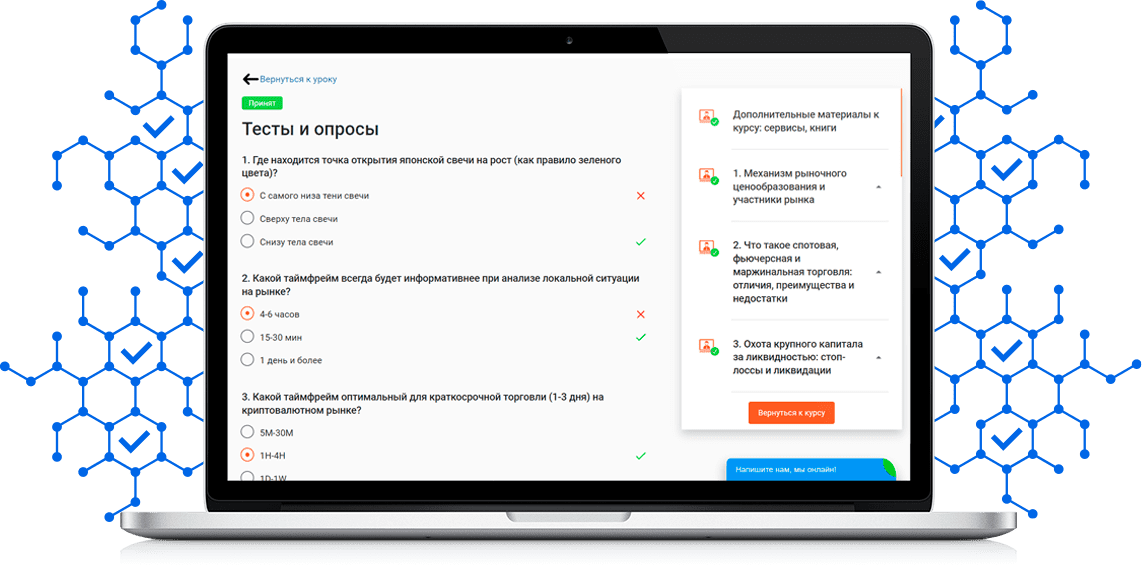 Вернуться к уроку
Принят
Тесты и опросы
1. Где находится точка открытия японской свечи на рост (как правило зеленого
цвета)?
С самого низа тени свечи
Сверху тела свечи
Снизу тела свечи
2. Какой таймфрейм всегда будет информативнее при анализе локальной ситуации
на рынке?
4-6 часов
15-30 мин
1 день и более
3. Какой таймфрейм оптимальный для краткосрочной торговли (1-3 дня) на
криптовалютном рынке?
5M-30M
1H-4H
1D-1W
Дополнительные материалы к
курсу: сервисы, книги
1. Механизм рыночного
ценообразования и
участники рынка
2. Что такое спотовая,
фьючерсная и
маржинальная торговля:
отличия, преимущества и
недостатки
3. Охота крупного капитала
за ликвидностью: стоп-
лоссы и ликвидации
Вернуться к курсу
Напишите нам, мы онлайн!